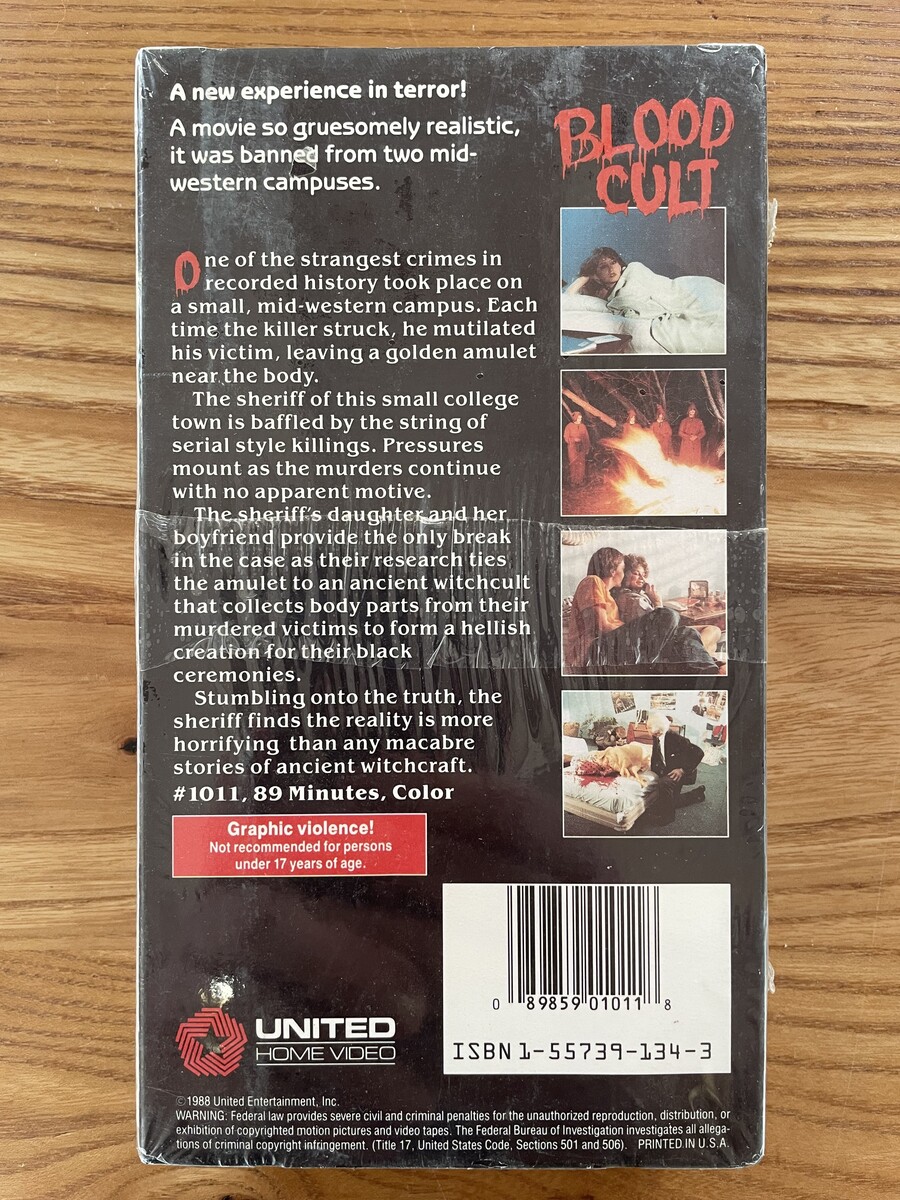 A new experience in terror!
A movie so gruesomely realistic,
it was banned from two mid-
western campuses.
BLOOD
CULT
One of the strangest crimes in
recorded history took place on
a small, mid-western campus. Each
time the killer struck, he mutilated
his victim, leaving a golden amulet
near the body.
The sheriff of this small college
town is baffled by the string of
serial style killings. Pressures
mount as the murders continue
with no apparent motive.
The sheriff's daughter and her
boyfriend provide the only break
in the case as their research ties
the amulet to an ancient witchcult
that collects body parts from their
murdered victims to form a hellish
creation for their black
ceremonies.
Stumbling onto the truth, the
sheriff finds the reality is more
horrifying than any macabre
stories of ancient witchcraft.
#1011, 89 Minutes, Color
Graphic violence!
Not recommended for persons
under 17 years of age.
0 89859 01011 8
ISBN 1-55739-134-3
UNITED
HOME VIDEO
©1988 United Entertainment, Inc.
WARNING: Federal law provides severe civil and criminal penalties for the unauthorized reproduction, distribution, or
exhibition of copyrighted motion pictures and video tapes. The Federal Bureau of Investigation investigates all allega-
tions of criminal copyright infringement. (Title 17, United States Code, Sections 501 and 506). PRINTED IN U.S.A.